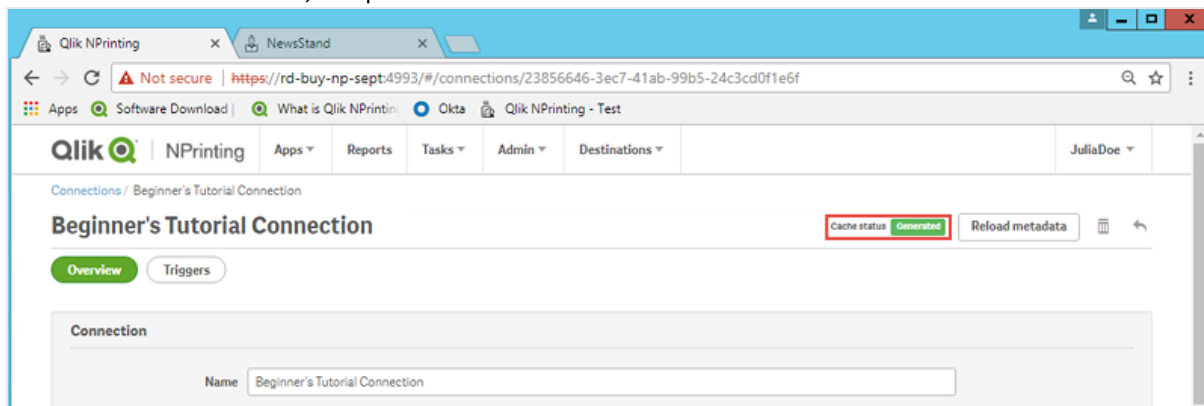 Qlik NPrinting
NewsStand
Not secure | https://rd-buy-np-sept:4993/#/connections/23856646-3ec7-41ab-99b5-24c3cd0f1e6f
Apps Software Download | What is Qlik NPrinting Okta Qlik NPrinting - Test
Qlik NPrinting Apps Reports Tasks Admin Destinations JuliaDoe
Connections / Beginner's Tutorial Connection
Beginner's Tutorial Connection Cache status Generated Reload metadata
Overview Triggers
Connection
Name Beginner's Tutorial Connection